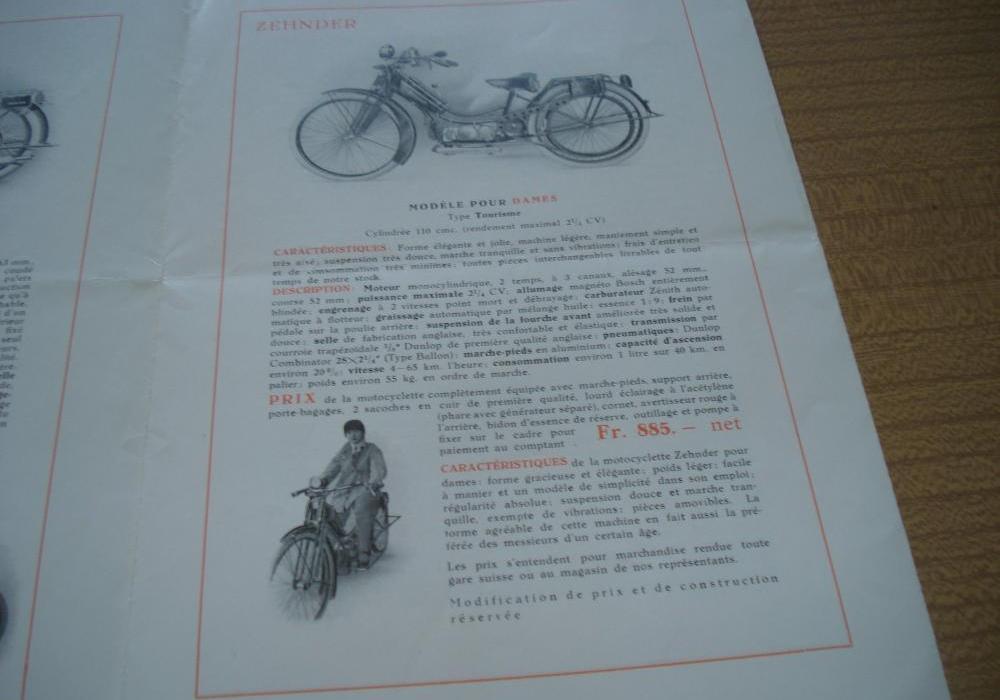 ZEHNDER
MODÈLE POUR DAMES
Type Tourisme
Cylindrée 110 cmc. (rendement maximal 2¼ CV)
CARACTÉRISTIQUES: Forme élégante et jolie, machine légère, maniement simple et
très aisé; suspension très douce, marche tranquille et sans vibrations; frais d'entretien
et de consommation très minimes; toutes pièces interchangeables livrables de tout
temps de notre stock.
DESCRIPTION: Moteur monocylindrique, 2 temps, à 3 canaux, alésage 52 mm.,
course 52 mm; puissance maximale 2¼ CV; allumage magnéto Bosch entièrement
blindée; engrenage à 2 vitesses point mort et débrayage; carburateur Zénith auto-
matique à flotteur; graissage automatique par mélange huile: essence 1:9; frein par
pédale sur la poulie arrière; suspension de la fourche avant améliorée très solide et
douce; selle de fabrication anglaise, très confortable et élastique; transmission par
courroie trapézoïdale ⅝" Dunlop de première qualité anglaise; pneumatiques: Dunlop
Combinator 25×2¼" (Type Ballon); marche-pieds en aluminium; capacité d'ascension
environ 20%; vitesse 4—65 km. l'heure; consommation environ 1 litre sur 40 km. en
palier; poids environ 55 kg. en ordre de marche.
PRIX de la motocyclette complètement équipée avec marche-pieds, support arrière,
porte-bagages, 2 sacoches en cuir de première qualité, lourd éclairage à l'acétylène
(phare avec générateur séparé), cornet, avertisseur rouge à
l'arrière, bidon d'essence de réserve, outillage et pompe à
fixer sur le cadre pour
paiement au comptant . Fr. 885.— net
CARACTÉRISTIQUES de la motocyclette Zehnder pour
dames: forme gracieuse et élégante; poids léger; facile
à manier et un modèle de simplicité dans son emploi;
régularité absolue; suspension douce et marche tran-
quille, exempte de vibrations; pièces amovibles. La
forme agréable de cette machine en fait aussi la pré-
férée des messieurs d'un certain âge.
Les prix s'entendent pour marchandise rendue toute
gare suisse ou au magasin de nos représentants.
Modification de prix et de construction
réservée